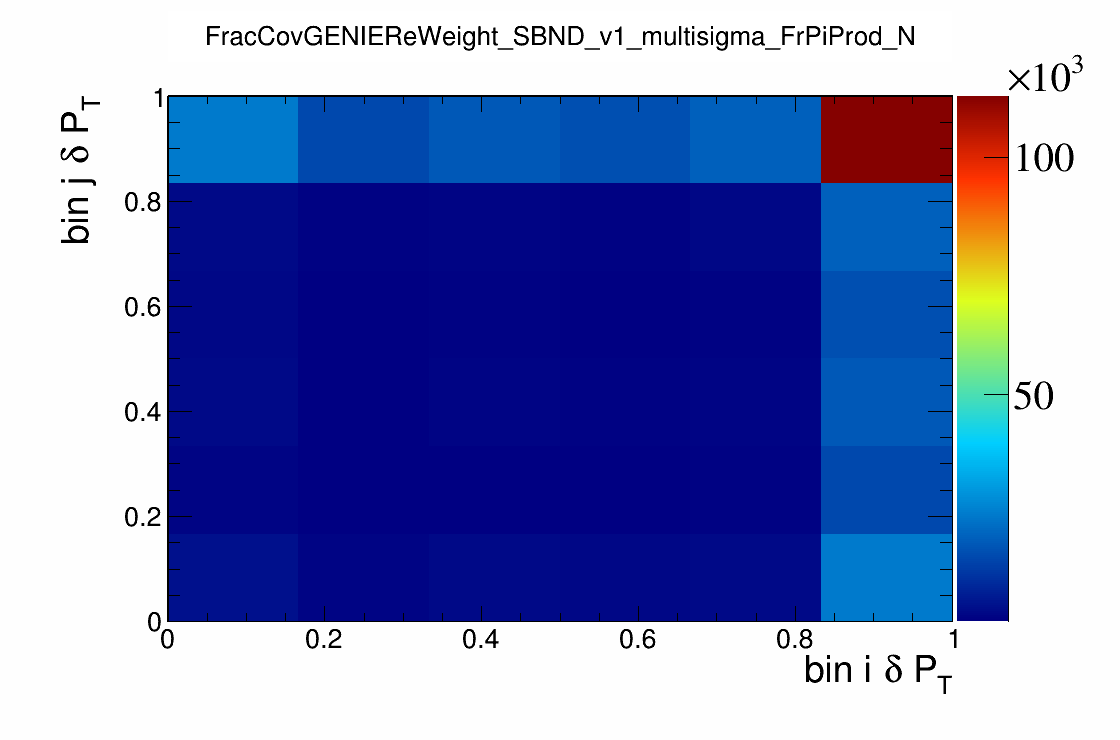 FracCovGENIEReWeight_SBND_v1_multisigma_FrPiProd_N
×10³
bin j δ P_T
1
0.8
0.6
0.4
0.2
0
100
50
0 0.2 0.4 0.6 0.8 1
bin i δ P_T